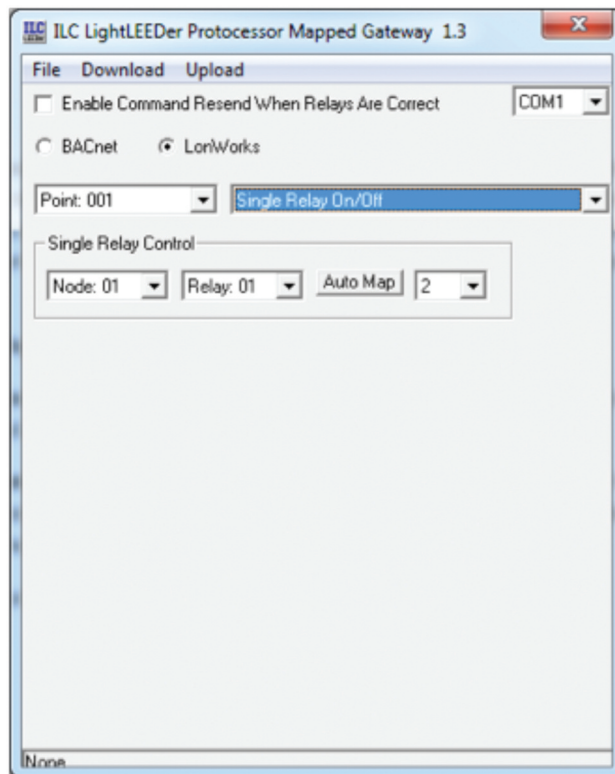 ILC LightLEEDer Protocessor Mapped Gateway 1.3
File Download Upload
Enable Command Resend When Relays Are Correct COM1
BACnet LonWorks
Point: 001 Single Relay On/Off
Single Relay Control
Node: 01 Relay: 01 Auto Map 2
None